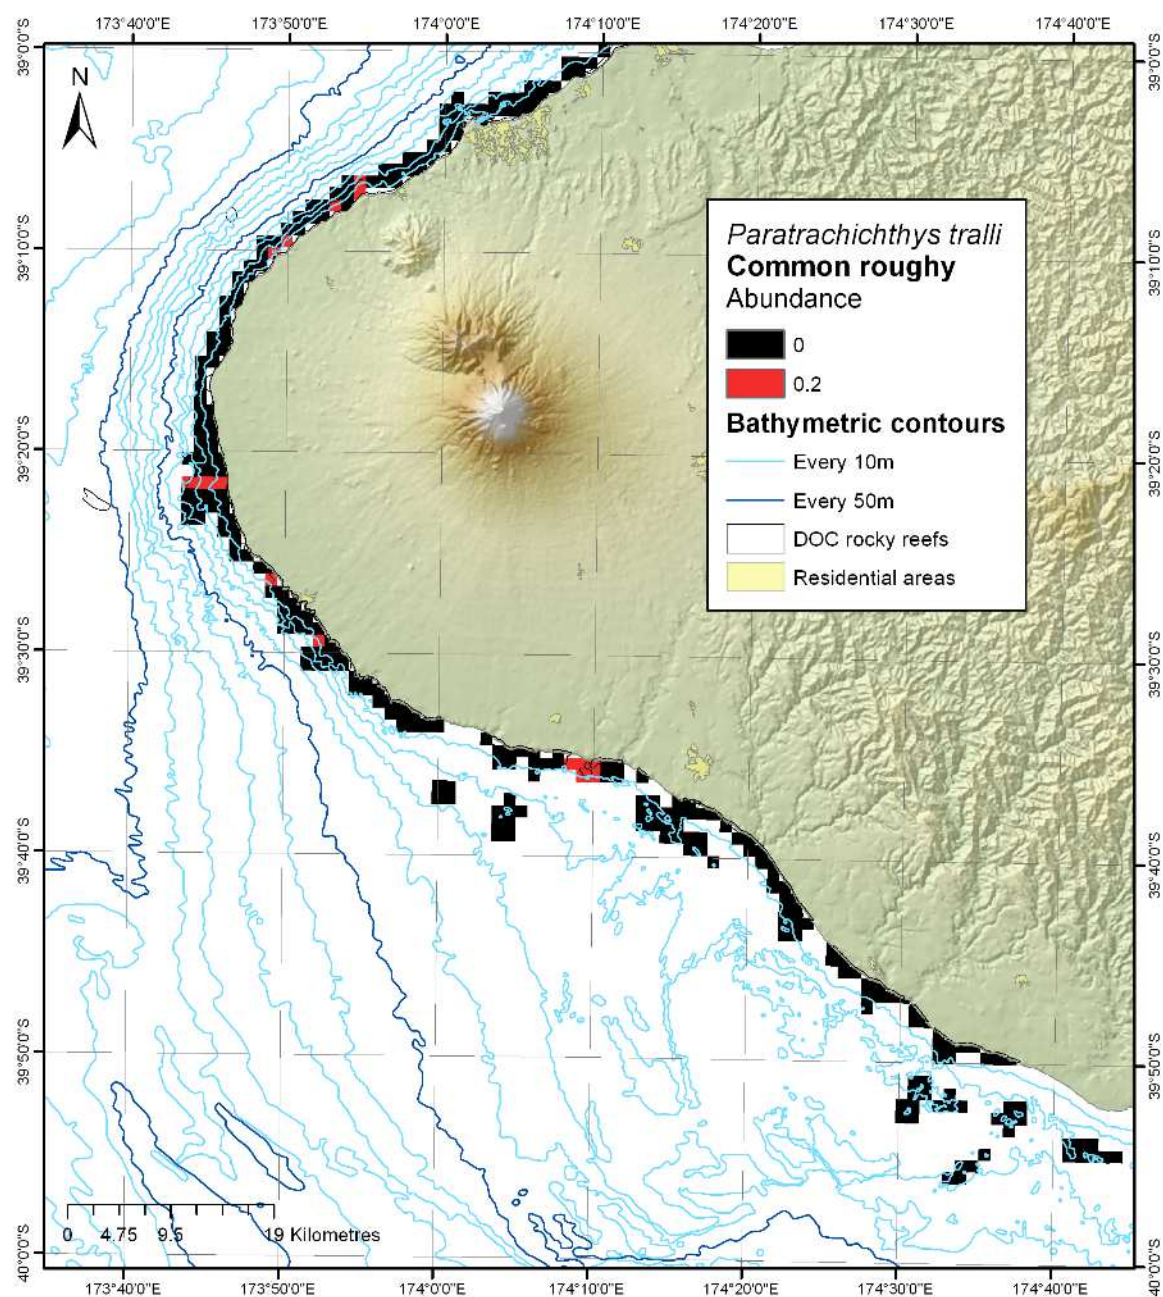 173°40'0"E 173°50'0"E 174°0'0"E 174°10'0"E 174°20'0"E 174°30'0"E 174°40'0"E
39°0'0"S 39°0'0"S
N
39°10'0"S 39°10'0"S
Paratrachichthys tralli
Common roughy
Abundance
0
0.2
Bathymetric contours
Every 10m
Every 50m
DOC rocky reefs
Residential areas
39°20'0"S 39°20'0"S
39°30'0"S 39°30'0"S
39°40'0"S 39°40'0"S
39°50'0"S 39°50'0"S
0 4.75 9.5 19 Kilometres
40°0'0"S 40°0'0"S
173°40'0"E 173°50'0"E 174°0'0"E 174°10'0"E 174°20'0"E 174°30'0"E 174°40'0"E